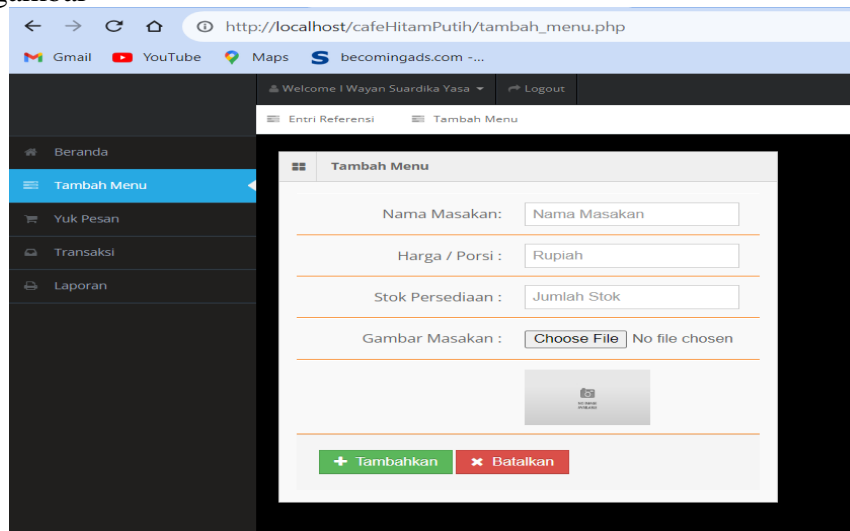 gambar
http://localhost/cafeHitamPutih/tambah_menu.php
Gmail YouTube Maps S becomingads.com -...
Welcome I Wayan Suardika Yasa Logout
Entri Referensi Tambah Menu
Beranda
Tambah Menu
Yuk Pesan
Transaksi
Laporan
Tambah Menu
Nama Masakan: Nama Masakan
Harga / Porsi : Rupiah
Stok Persediaan : Jumlah Stok
Gambar Masakan : Choose File No file chosen
+ Tambahkan × Batalkan